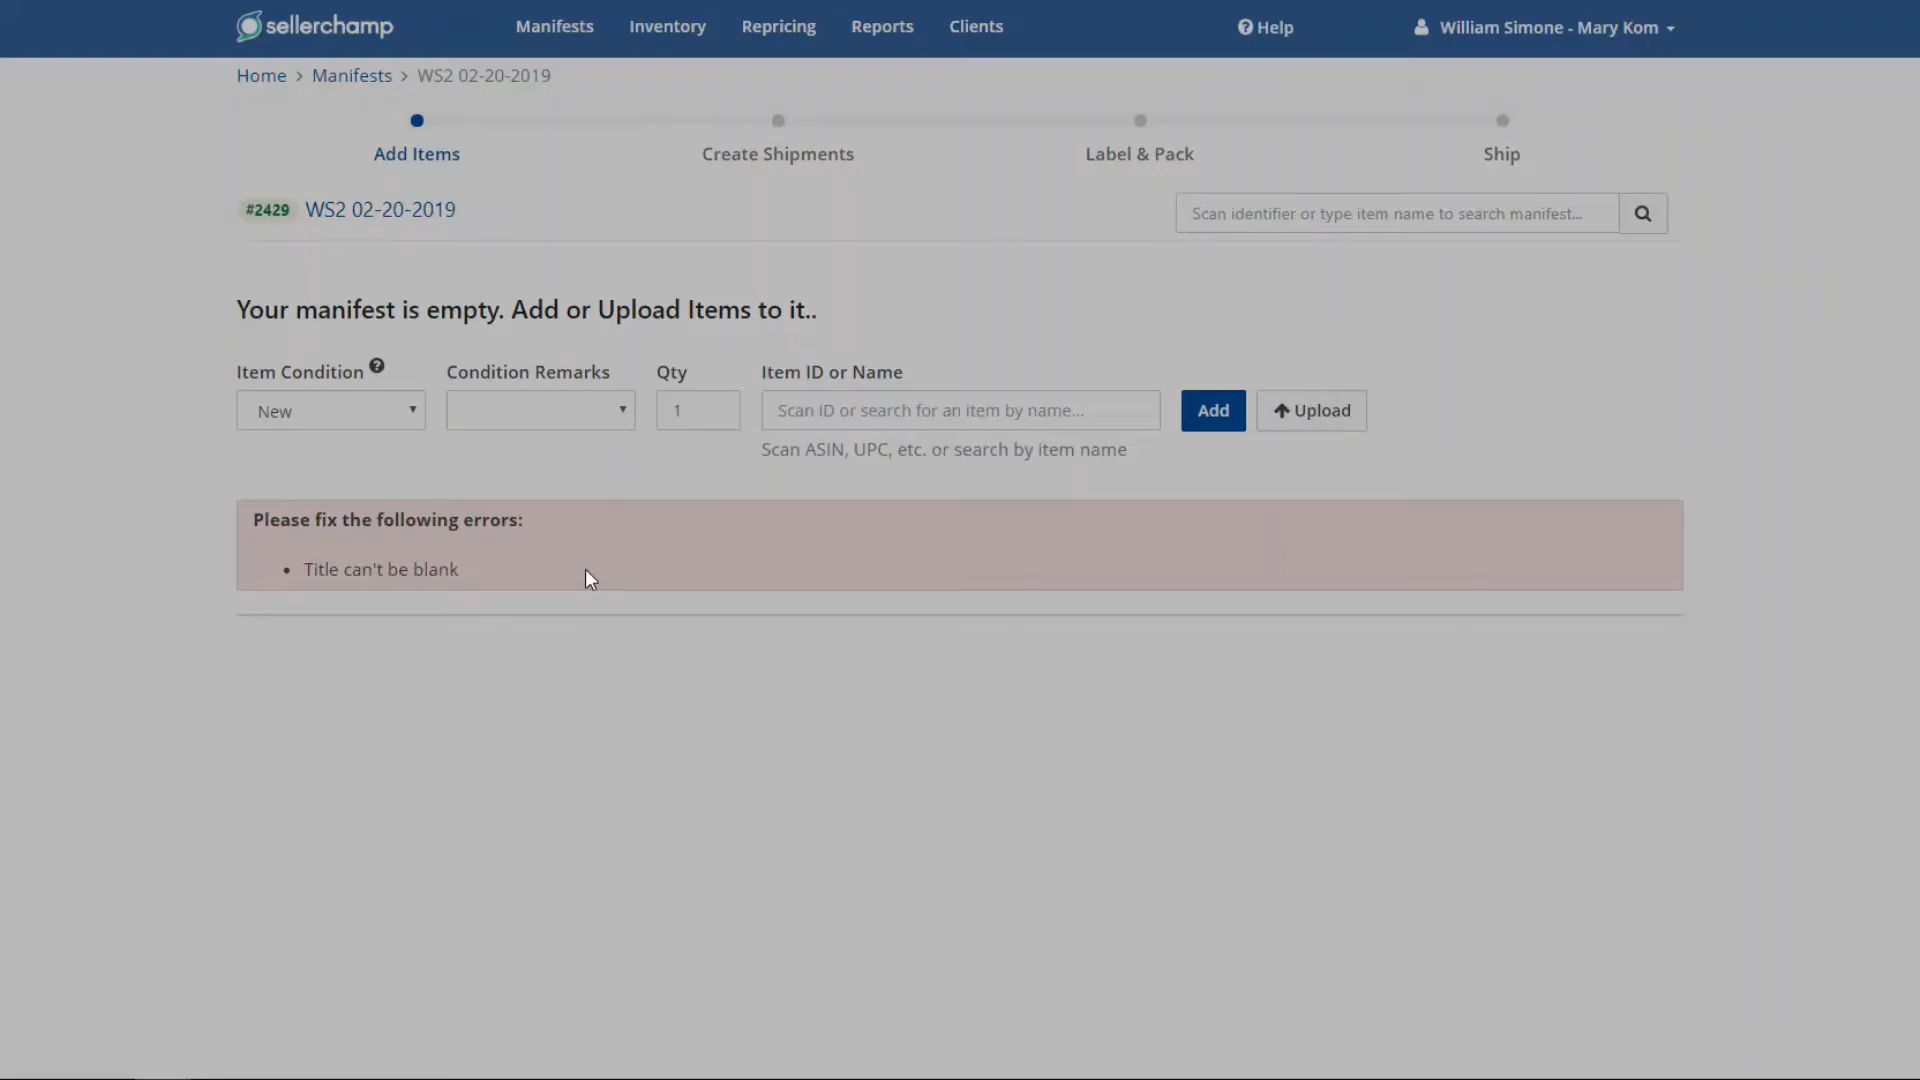 sellerchamp Manifests Inventory Repricing Reports Clients Help William Simone - Mary Kom
Home > Manifests > WS2 02-20-2019
Add Items Create Shipments Label & Pack Ship
#2429 WS2 02-20-2019 Scan identifier or type item name to search manifest...
Your manifest is empty. Add or Upload Items to it..
Item Condition Condition Remarks Qty Item ID or Name
New 1 Scan ID or search for an item by name... Add Upload
Scan ASIN, UPC, etc. or search by item name
Please fix the following errors:
• Title can't be blank